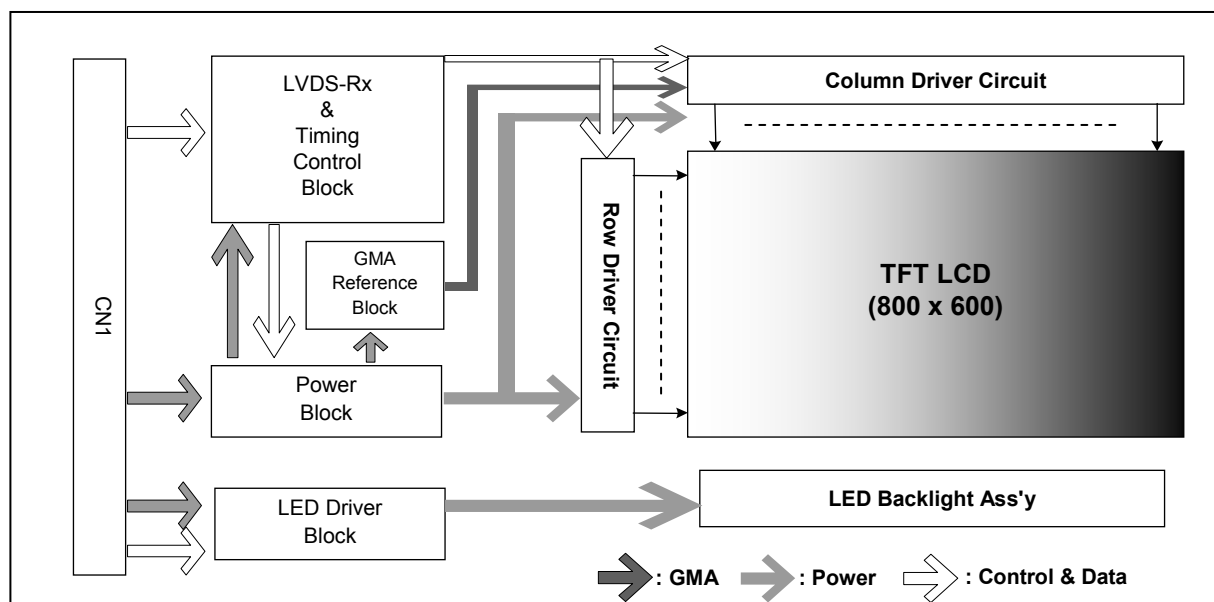 CN1
LVDS-Rx
&
Timing
Control
Block
GMA
Reference
Block
Power
Block
LED Driver
Block
Column Driver Circuit
Row Driver Circuit
TFT LCD
(800 x 600)
LED Backlight Ass'y
: GMA
: Power
: Control & Data